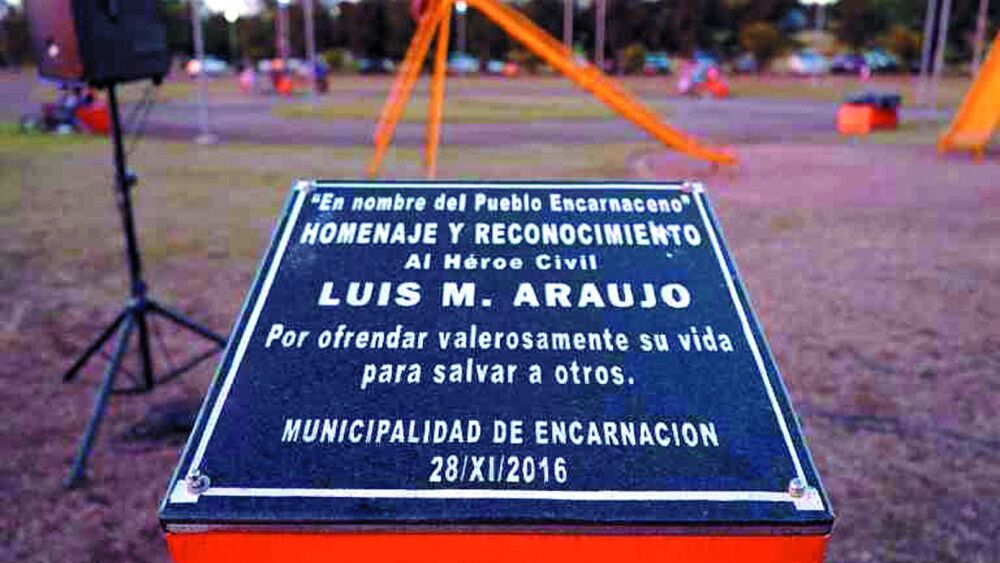 "En nombre del Pueblo Encarnaceno"
HOMENAJE Y RECONOCIMIENTO
Al Héroe Civil
LUIS M. ARAUJO
Por ofrendar valerosamente su vida
para salvar a otros.
MUNICIPALIDAD DE ENCARNACION
28/XI/2016